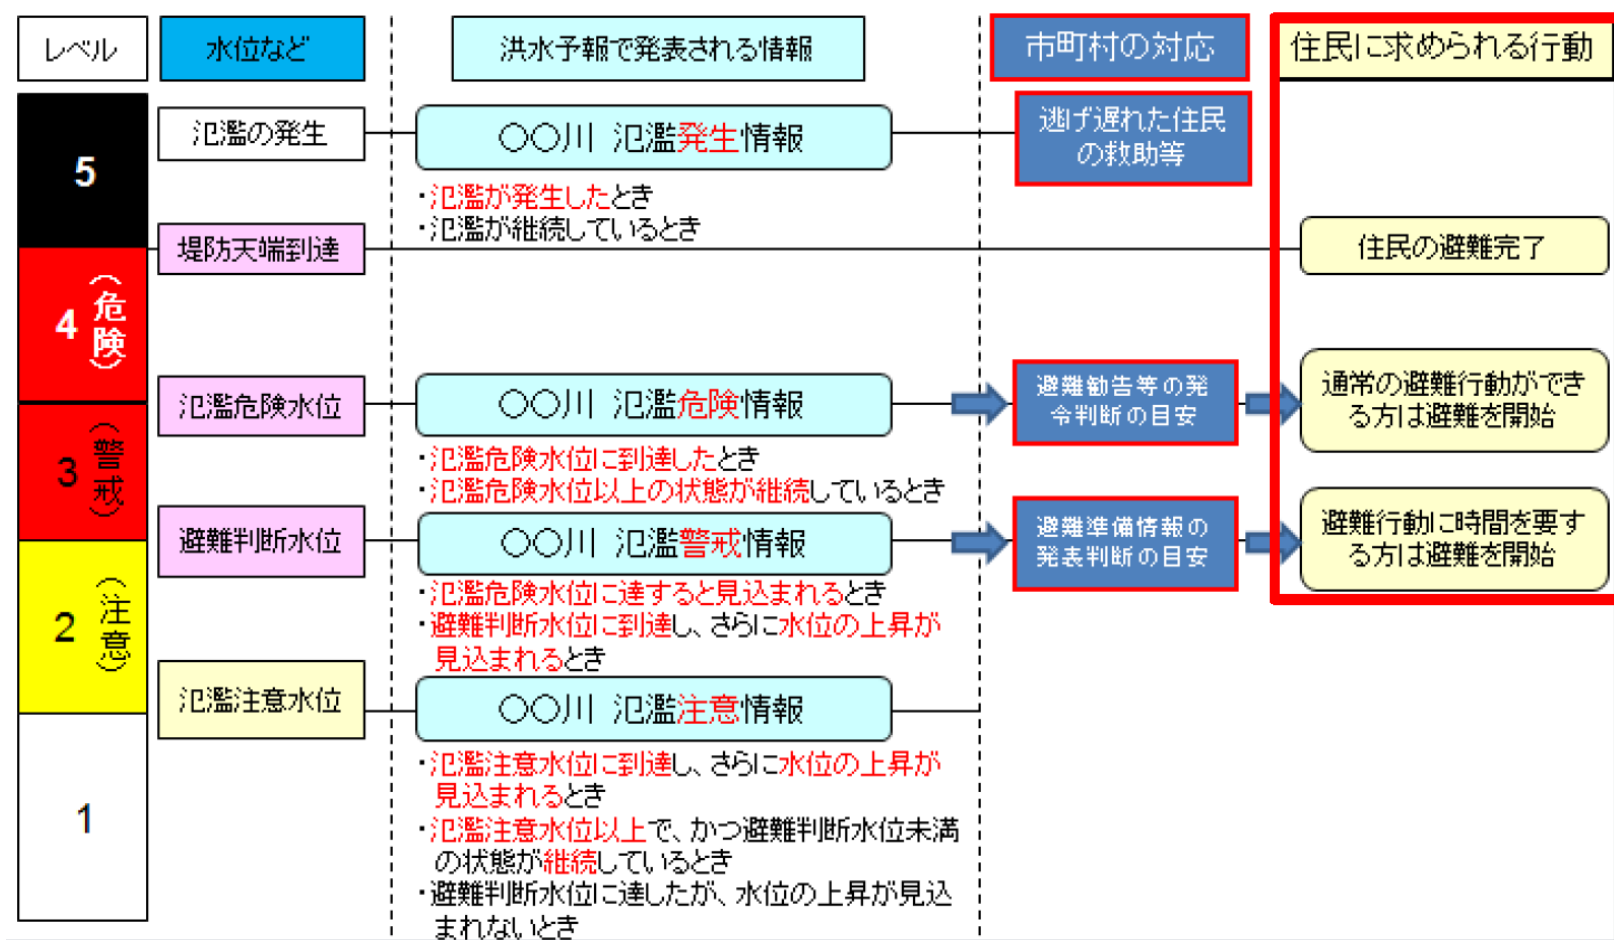 レベル
水位など
洪水予報で発表される情報
市町村の対応
住民に求められる行動
5
氾濫の発生
〇〇川 氾濫発生情報
・氾濫が発生したとき
・氾濫が継続しているとき
逃げ遅れた住民
の救助等
堤防天端到達
住民の避難完了
4
(危険)
氾濫危険水位
〇〇川 氾濫危険情報
・氾濫危険水位に到達したとき
・氾濫危険水位以上の状態が継続しているとき
避難勧告等の発
令判断の目安
通常の避難行動ができ
る方は避難を開始
3
(警戒)
避難判断水位
〇〇川 氾濫警戒情報
・氾濫危険水位に達すると見込まれるとき
・避難判断水位に到達し、さらに水位の上昇が
見込まれるとき
避難準備情報の
発表判断の目安
避難行動に時間を要す
る方は避難を開始
2
(注意)
氾濫注意水位
〇〇川 氾濫注意情報
・氾濫注意水位に到達し、さらに水位の上昇が
見込まれるとき
・氾濫注意水位以上で、かつ避難判断水位未満
の状態が継続しているとき
・避難判断水位に達したが、水位の上昇が見込
まれないとき
1